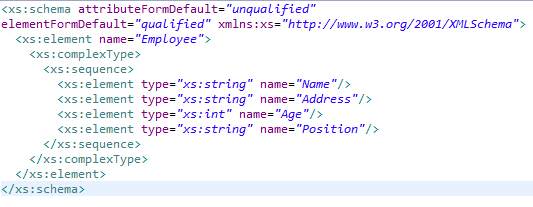 <xs:schema attributeFormDefault="unqualified"
elementFormDefault="qualified" xmlns:xs="http://www.w3.org/2001/XMLSchema">
  <xs:element name="Employee">
    <xs:complexType>
      <xs:sequence>
        <xs:element type="xs:string" name="Name"/>
        <xs:element type="xs:string" name="Address"/>
        <xs:element type="xs:int" name="Age"/>
        <xs:element type="xs:string" name="Position"/>
      </xs:sequence>
    </xs:complexType>
  </xs:element>
</xs:schema>